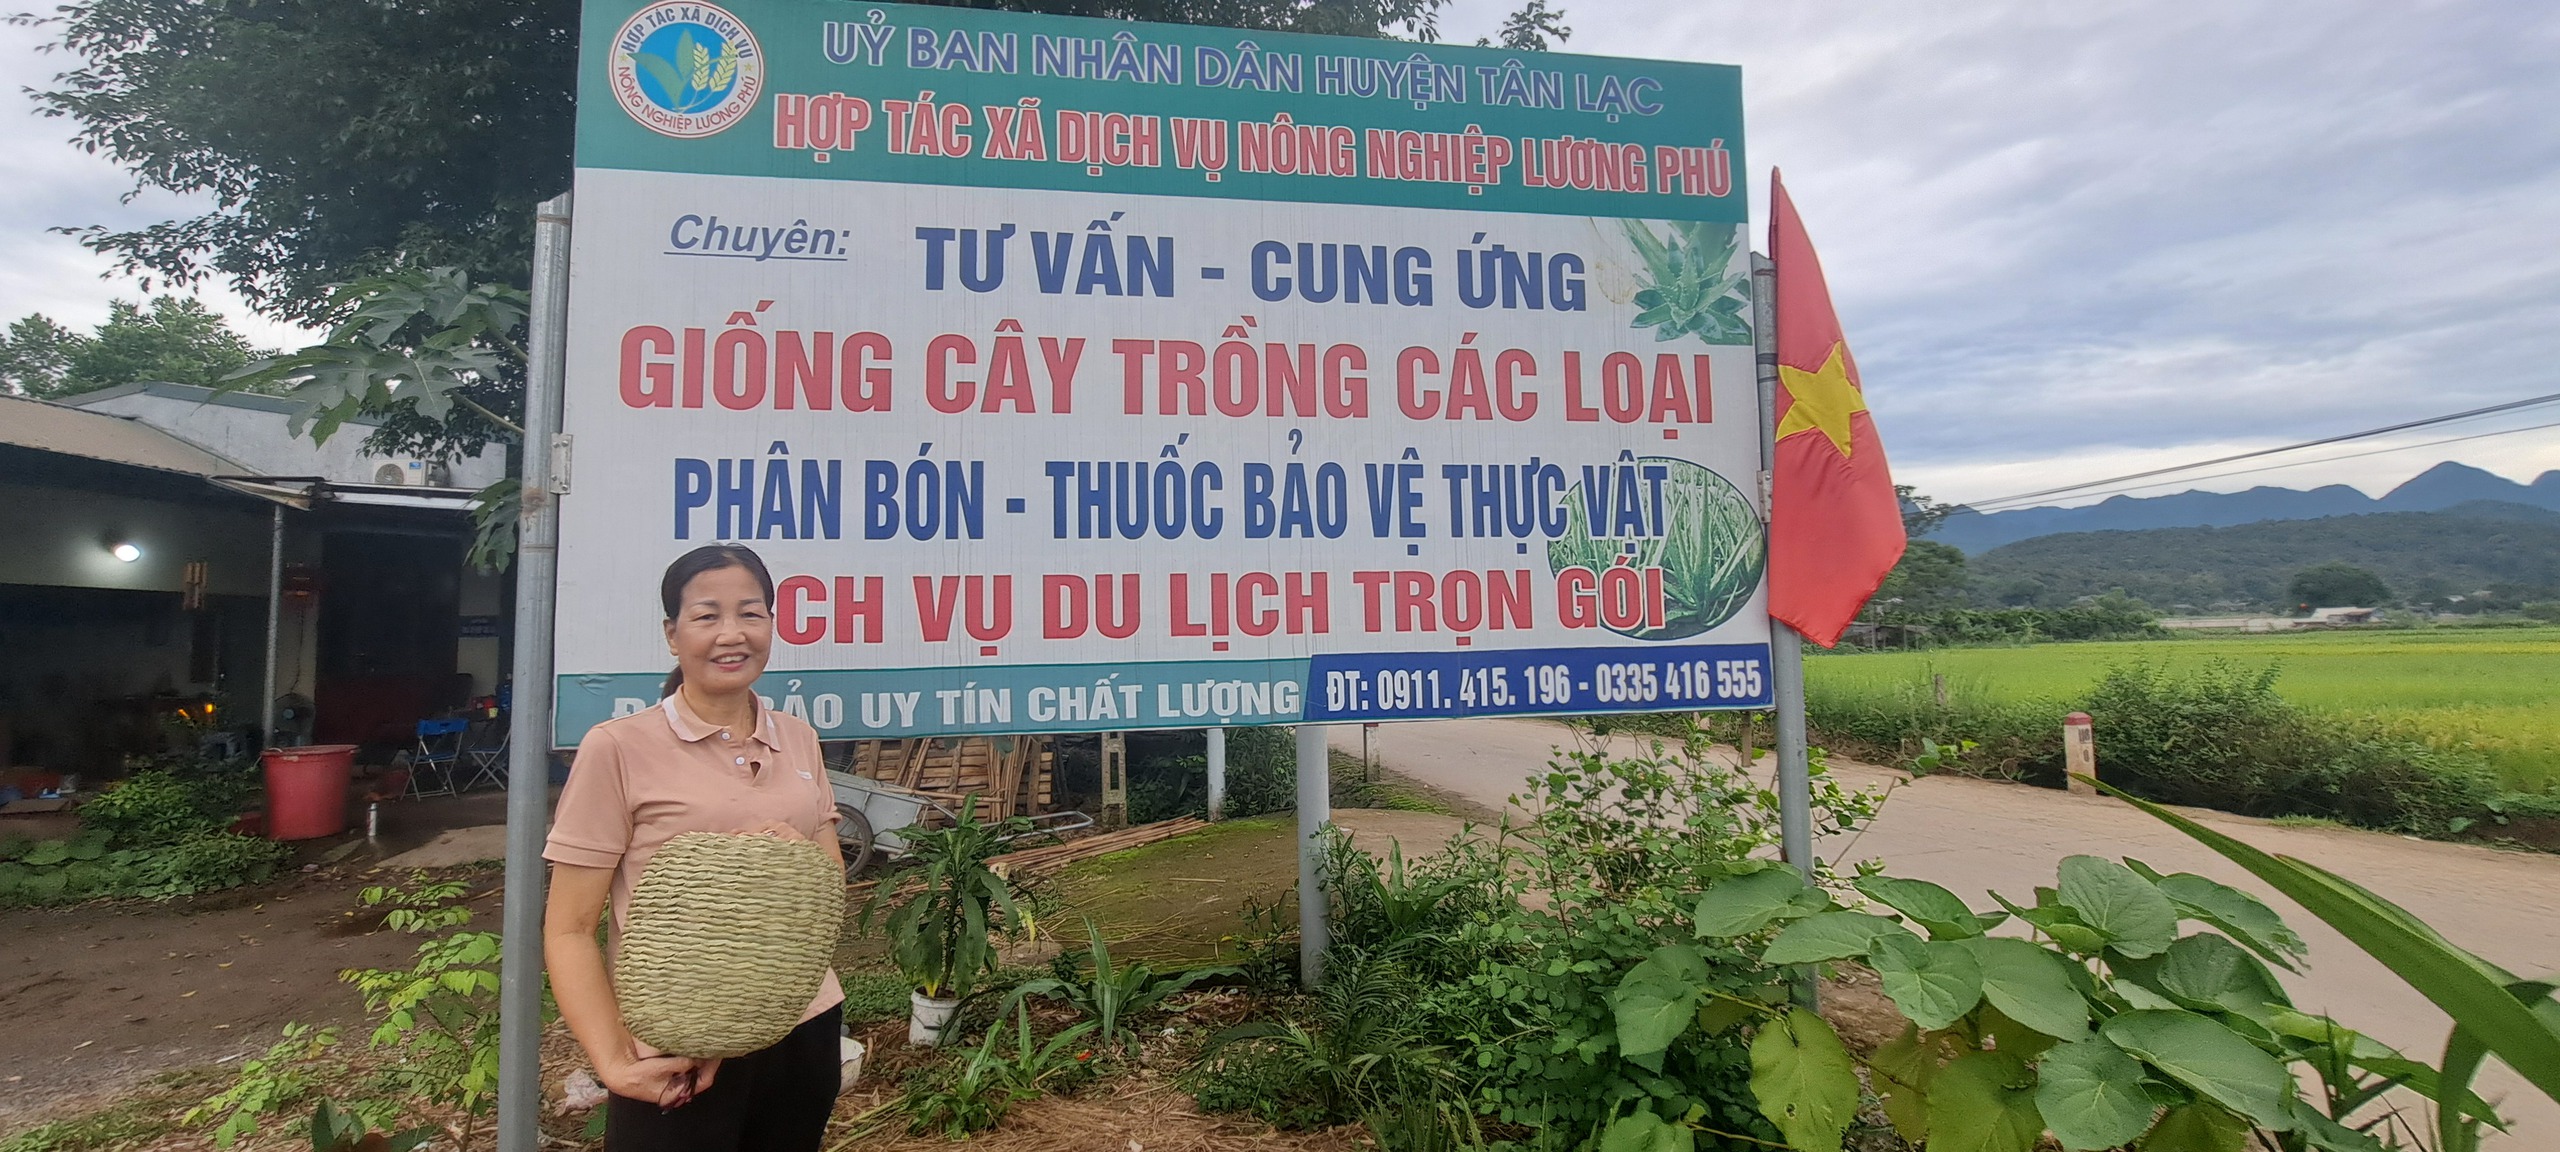 HỢP TÁC XÃ DỊCH VỤ
NÔNG NGHIỆP LƯƠNG PHÚ
UỶ BAN NHÂN DÂN HUYỆN TÂN LẠC
HỢP TÁC XÃ DỊCH VỤ NÔNG NGHIỆP LƯƠNG PHÚ
Chuyên: TƯ VẤN - CUNG ỨNG
GIỐNG CÂY TRỒNG CÁC LOẠI
PHÂN BÓN - THUỐC BẢO VỆ THỰC VẬT
CH VỤ DU LỊCH TRỌN GÓI
BẢO UY TÍN CHẤT LƯỢNG
ĐT: 0911. 415. 196 - 0335 416 555